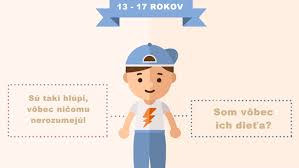 13 - 17 ROKOV
Sú takí hlúpi,
vôbec ničomu
nerozumejú!
Som vôbec
ich dieťa?